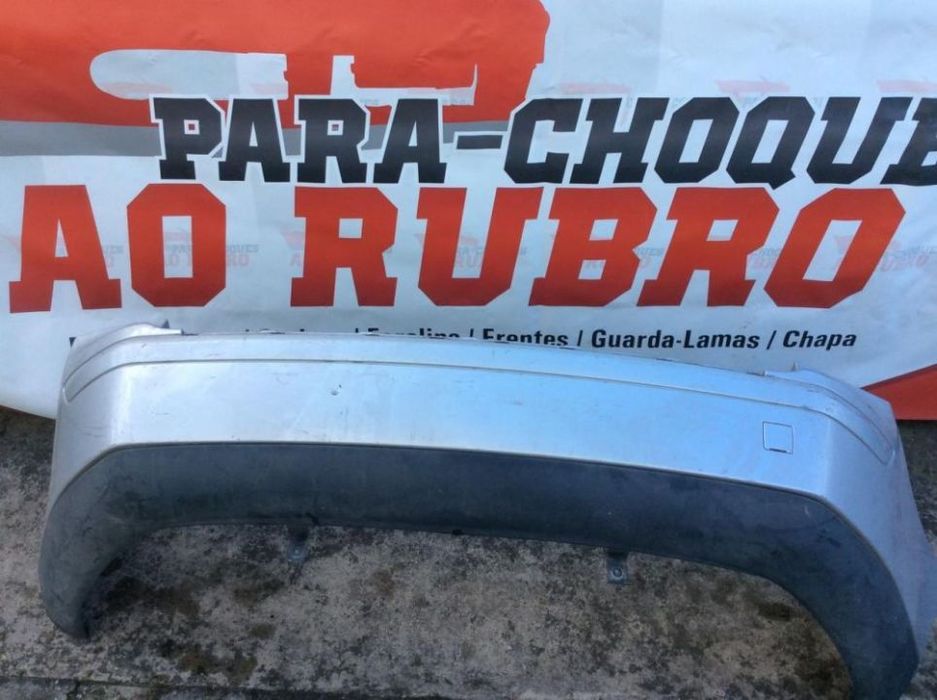 PARA-CHOQUE
AO RUBRO
/ Frentes / Guarda-Lamas / Chapa